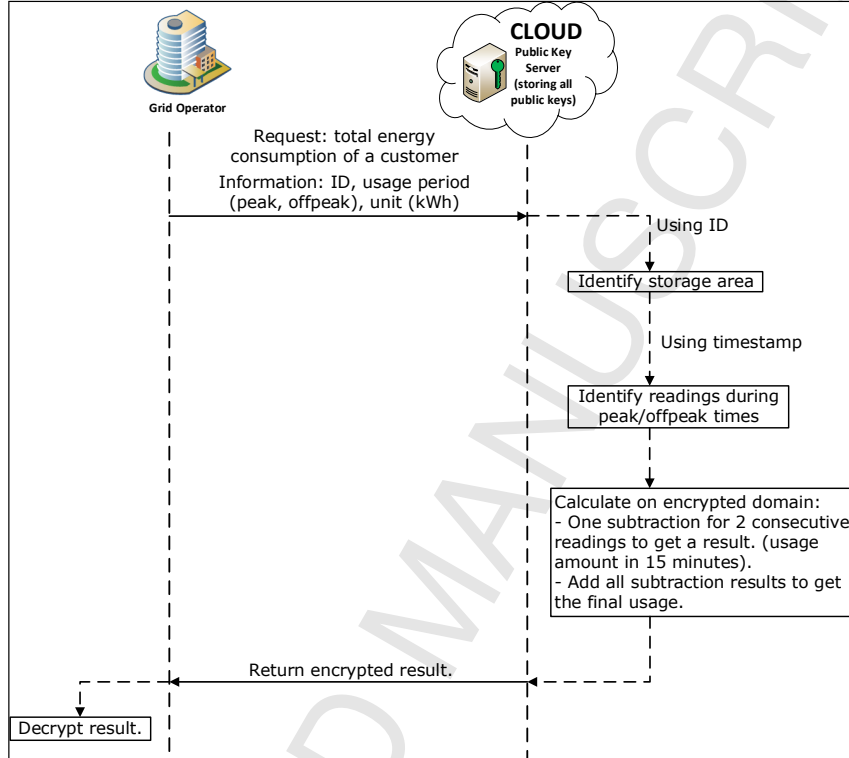 CLOUD
Public Key
Server
(storing all
public keys)
Grid Operator
Request: total energy
consumption of a customer
Information: ID, usage period
(peak, offpeak), unit (kWh)
Using ID
Identify storage area
Using timestamp
Identify readings during
peak/offpeak times
Calculate on encrypted domain:
- One subtraction for 2 consecutive
readings to get a result. (usage
amount in 15 minutes).
- Add all subtraction results to get
the final usage.
Return encrypted result.
Decrypt result.
D MANUSCRI